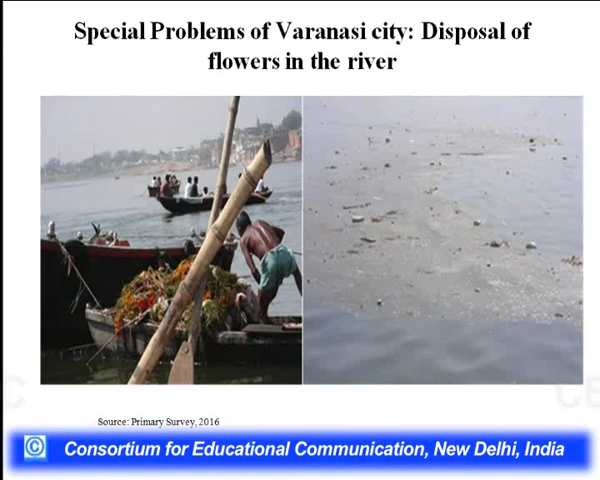 Special Problems of Varanasi city: Disposal of
flowers in the river
Source: Primary Survey, 2016
© Consortium for Educational Communication, New Delhi, India